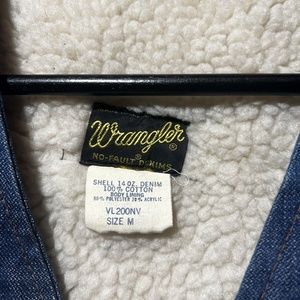 Wrangler®
®
NO-FAULT DENIMS
SHELL 14 OZ. DENIM
100% COTTON
BODY LINING
80% POLYESTER 20% ACRYLIC
VL200NV
SIZE M